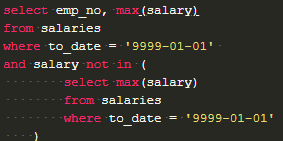 select emp_no, max(salary)
from salaries
where to_date = '9999-01-01'
and salary not in (
select max(salary)
from salaries
where to_date = '9999-01-01'
)